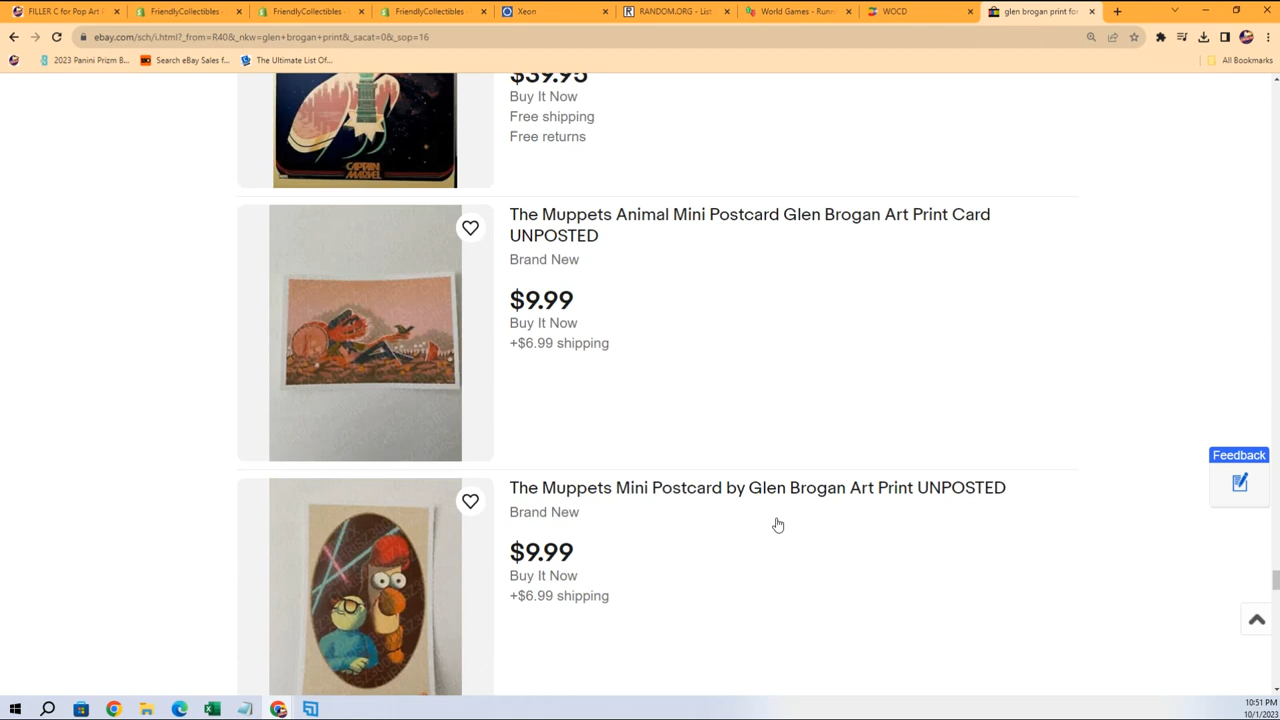 FILLER C for Pop Art
FriendlyCollectibles
FriendlyCollectibles
FriendlyCollectibles
Xeon
RANDOM.ORG - List
World Games - Runn
WOCD
glen brogan print for
ebay.com/sch/i.html?_from=R40&_nkw=glen+brogan+print&_sacat=0&_sop=16
2023 Panini Prizm B...
Search eBay Sales f...
The Ultimate List Of...
All Bookmarks
$39.95
Buy It Now
Free shipping
Free returns
CAPTAIN
MARVEL
The Muppets Animal Mini Postcard Glen Brogan Art Print Card
UNPOSTED
Brand New
$9.99
Buy It Now
+$6.99 shipping
Feedback
The Muppets Mini Postcard by Glen Brogan Art Print UNPOSTED
Brand New
$9.99
Buy It Now
+$6.99 shipping
10:51 PM
10/1/2023